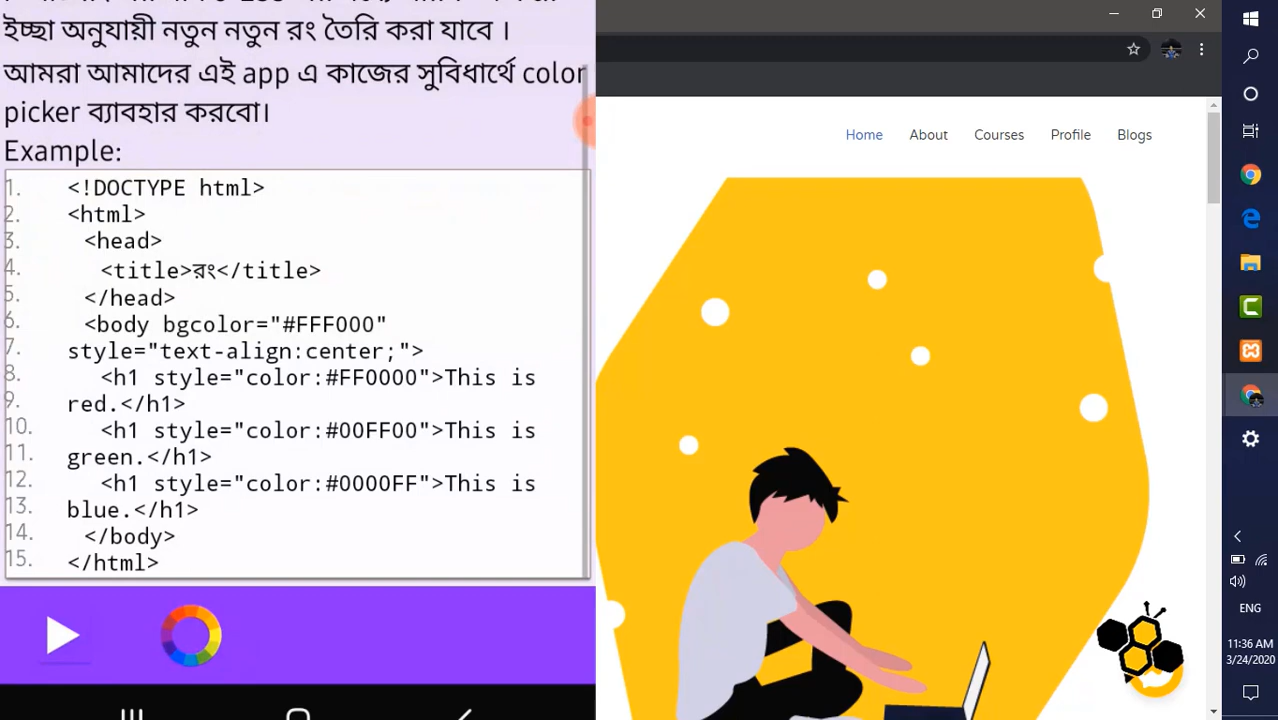 ইচ্ছা অনুযায়ী নতুন নতুন রং তৈরি করা যাবে ।
আমরা আমাদের এই app এ কাজের সুবিধার্থে color
picker ব্যাবহার করবো।
Example:
1. <!DOCTYPE html>
2. <html>
3. <head>
4. <title>রং</title>
5. </head>
6. <body bgcolor="#FFF000"
7. style="text-align:center;">
8. <h1 style="color:#FF0000">This is
9. red.</h1>
10. <h1 style="color:#00FF00">This is
11. green.</h1>
12. <h1 style="color:#0000FF">This is
13. blue.</h1>
14. </body>
15. </html>
Home About Courses Profile Blogs
ENG
11:36 AM
3/24/2020